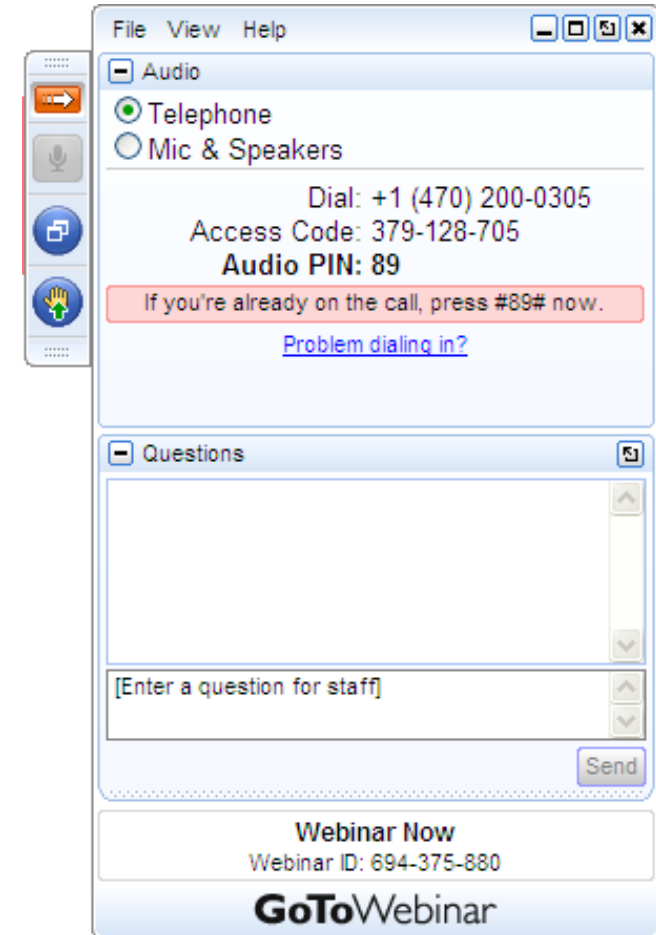 File View Help
Audio
Telephone
Mic & Speakers
Dial: +1 (470) 200-0305
Access Code: 379-128-705
Audio PIN: 89
If you're already on the call, press #89# now.
Problem dialing in?
Questions
[Enter a question for staff]
Send
Webinar Now
Webinar ID: 694-375-880
GoToWebinar